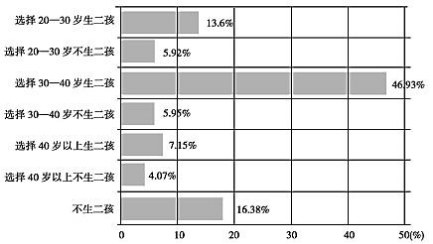 选择 20—30 岁生二孩
13.6%
选择 20—30 岁不生二孩
5.92%
选择 30—40 岁生二孩
46.93%
选择 30—40 岁不生二孩
5.95%
选择 40 岁以上生二孩
7.15%
选择 40 岁以上不生二孩
4.07%
不生二孩
16.38%
0 10 20 30 40 50(%)